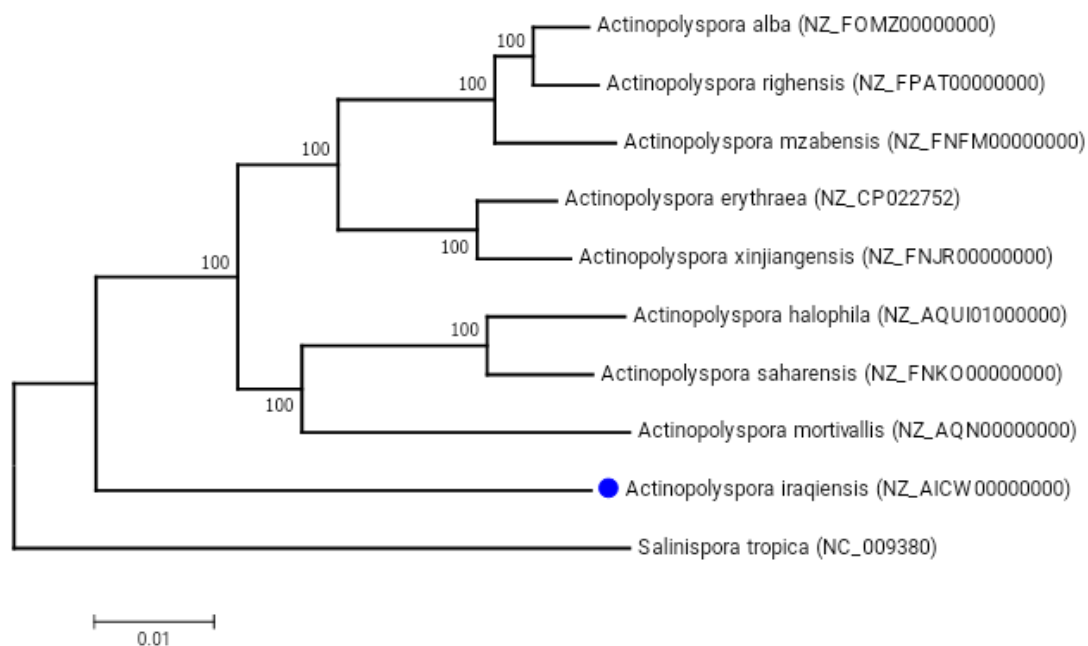 Actinopolyspora alba (NZ_FOMZ00000000)
100
Actinopolyspora righensis (NZ_FPAT00000000)
100
Actinopolyspora mzabensis (NZ_FNFM00000000)
100
Actinopolyspora erythraea (NZ_CP022752)
100
Actinopolyspora xinjiangensis (NZ_FNJR00000000)
100
Actinopolyspora halophila (NZ_AQUI01000000)
100
Actinopolyspora saharensis (NZ_FNKO00000000)
100
Actinopolyspora mortivallis (NZ_AQN00000000)
Actinopolyspora iraqiensis (NZ_AICW00000000)
Salinispora tropica (NC_009380)
0.01